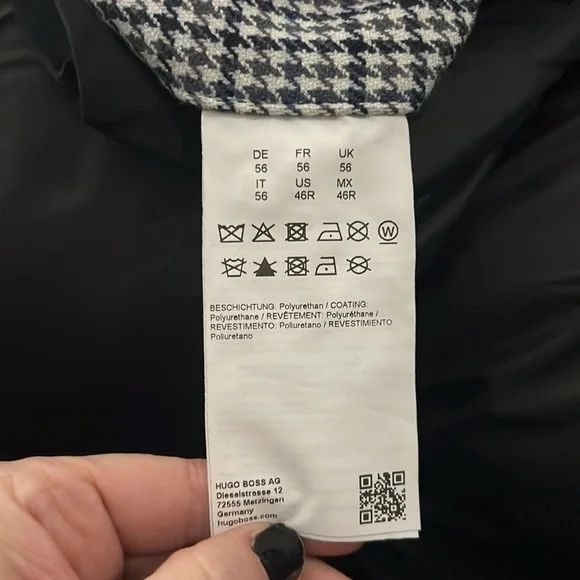 DE FR UK
56 56 56
IT US MX
56 46R 46R
W
BESCHICHTUNG: Polyurethan / COATING:
Polyurethane / REVÊTEMENT: Polyuréthane
/ REVESTIMENTO: Poliuretano / REVESTIMIENTO
Poliuretano
HUGO BOSS AG
Dieselstrasse 12
72555 Metzingen
Germany
hugoboss.com